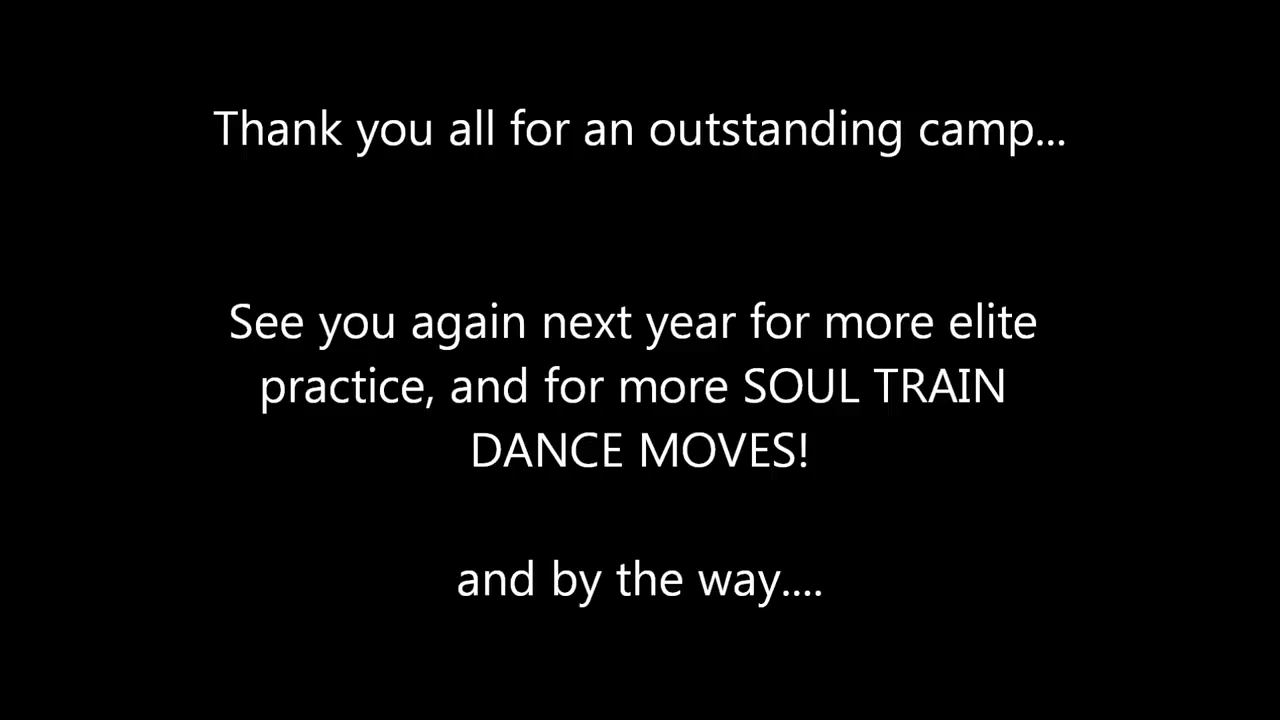 Thank you all for an outstanding camp...
See you again next year for more elite
practice, and for more SOUL TRAIN
DANCE MOVES!
and by the way....